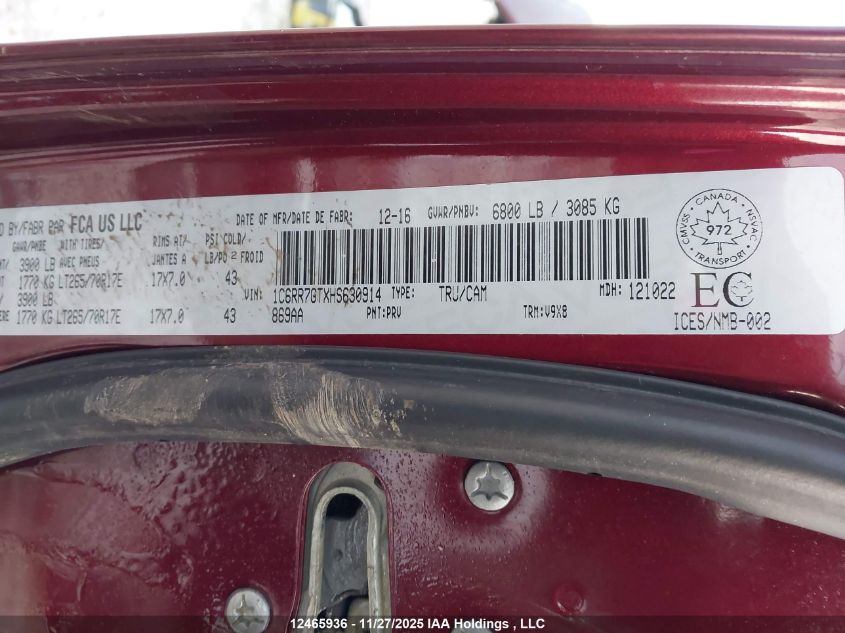 D BY/FABR PAR FCA US LLC
DATE OF MFR/DATE DE FABR: 12-16 GVWR/PNBV: 6800 LB / 3085 KG
GAWR/PNBE WITH TIRES/ RIMS AT/ PSI COLD/
3900 LB AVEC PNEUS JANTES A LB/PO 2 FROID
1770 KG LT265/70R17E 17X7.0 43
3900 LB
1770 KG LT265/70R17E 17X7.0 43
VIN: 1C6RR7GTXHS630914 TYPE: TRU/CAM MDH: 121022
869AA PNT:PRV TRM:V9X8
CANADA
CMVSS 972 NSVAC
EC
ICES/NMB-002
12465936 - 11/27/2025 IAA Holdings , LLC